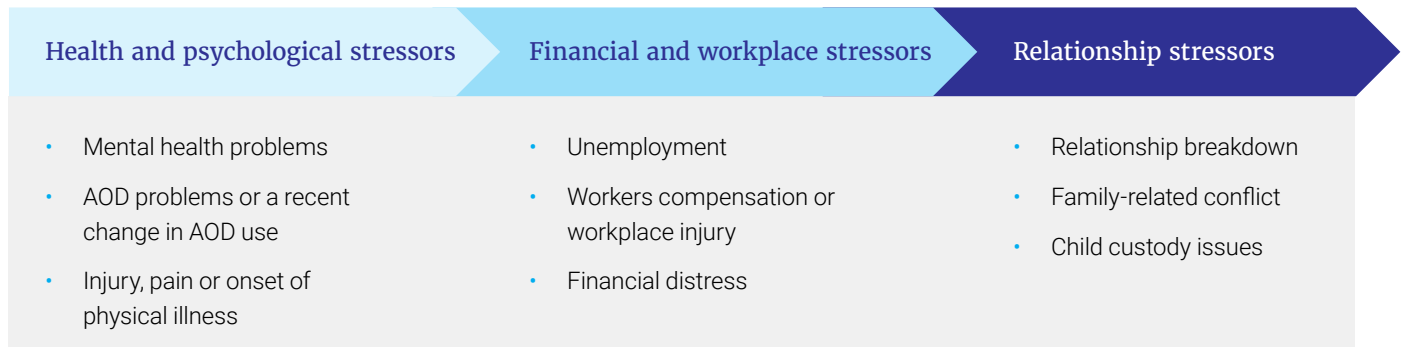 Health and psychological stressors
• Mental health problems
• AOD problems or a recent
change in AOD use
• Injury, pain or onset of
physical illness
Financial and workplace stressors
• Unemployment
• Workers compensation or
workplace injury
• Financial distress
Relationship stressors
• Relationship breakdown
• Family-related conflict
• Child custody issues